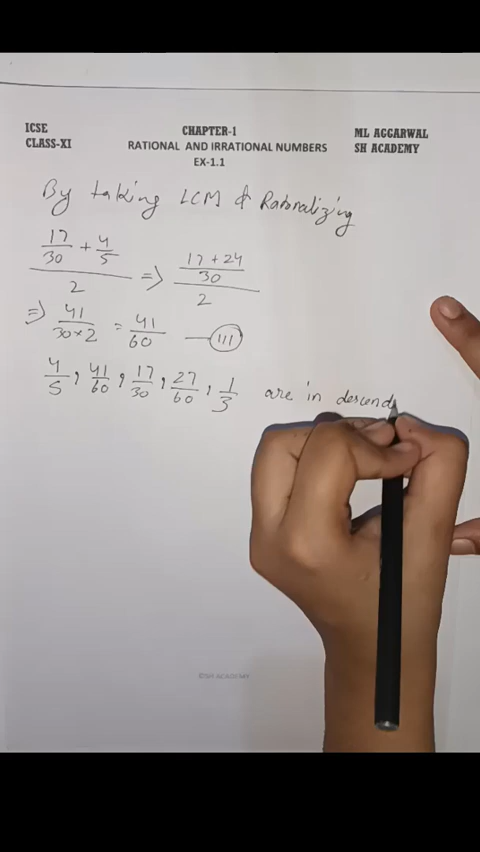 ICSE CHAPTER-1 ML AGGARWAL
CLASS-XI RATIONAL AND IRRATIONAL NUMBERS SH ACADEMY
EX-1.1
By taking LCM & Rationalizing
(17/30 + 4/5)/2 => ((17+24)/30)/2
=> 41/(30×2) = 41/60 —(III)
4/5, 41/60, 17/30, 27/60, 1/3 are in descend
©SH ACADEMY